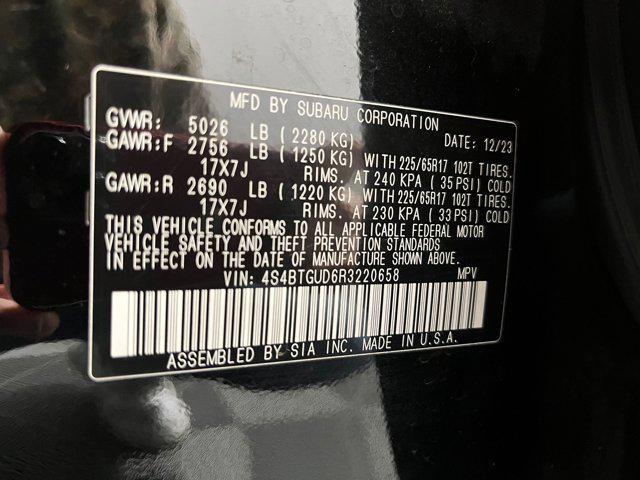 MFD BY SUBARU CORPORATION
GVWR: 5026 LB ( 2280 KG) DATE: 12/23
GAWR:F 2756 LB ( 1250 KG) WITH 225/65R17 102T TIRES.
17X7J RIMS. AT 240 KPA ( 35 PSI) COLD
GAWR:R 2690 LB ( 1220 KG) WITH 225/65R17 102T TIRES.
17X7J RIMS. AT 230 KPA ( 33 PSI) COLD
THIS VEHICLE CONFORMS TO ALL APPLICABLE FEDERAL MOTOR
VEHICLE SAFETY AND THEFT PREVENTION STANDARDS
IN EFFECT ON THE DATE OF MANUFACTURE SHOWN ABOVE.
VIN: 4S4BTGUD6R3220658 MPV
ASSEMBLED BY SIA INC. MADE IN U.S.A.